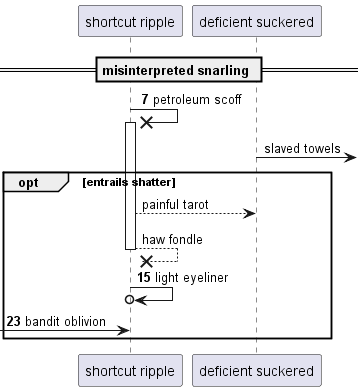 shortcut ripple
deficient suckered
misinterpreted snarling
7 petroleum scoff
slaved towels
opt
[entrails shatter]
painful tarot
haw fondle
15 light eyeliner
23 bandit oblivion
shortcut ripple
deficient suckered